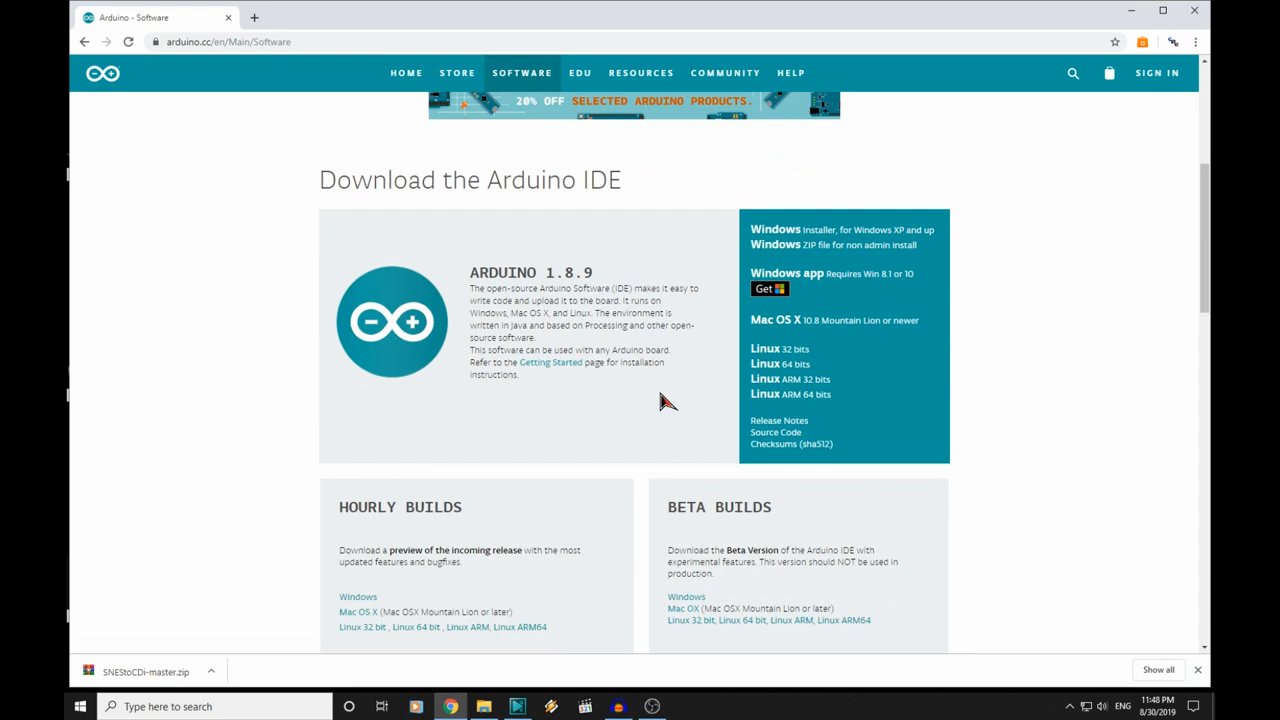 Arduino - Software
arduino.cc/en/Main/Software
HOME STORE SOFTWARE EDU RESOURCES COMMUNITY HELP SIGN IN
20% OFF SELECTED ARDUINO PRODUCTS.
Download the Arduino IDE
ARDUINO 1.8.9
The open-source Arduino Software (IDE) makes it easy to
write code and upload it to the board. It runs on
Windows, Mac OS X, and Linux. The environment is
written in Java and based on Processing and other open-
source software.
This software can be used with any Arduino board.
Refer to the Getting Started page for installation
instructions.
Windows Installer, for Windows XP and up
Windows ZIP file for non admin install
Windows app Requires Win 8.1 or 10
Get
Mac OS X 10.8 Mountain Lion or newer
Linux 32 bits
Linux 64 bits
Linux ARM 32 bits
Linux ARM 64 bits
Release Notes
Source Code
Checksums (sha512)
HOURLY BUILDS
Download a preview of the incoming release with the most
updated features and bugfixes.
Windows
Mac OS X (Mac OSX Mountain Lion or later)
Linux 32 bit , Linux 64 bit , Linux ARM, Linux ARM64
BETA BUILDS
Download the Beta Version of the Arduino IDE with
experimental features. This version should NOT be used in
production.
Windows
Mac OX (Mac OSX Mountain Lion or later)
Linux 32 bit, Linux 64 bit, Linux ARM, Linux ARM64
SNEStoCDi-master.zip
Show all
Type here to search
ENG
11:48 PM
8/30/2019